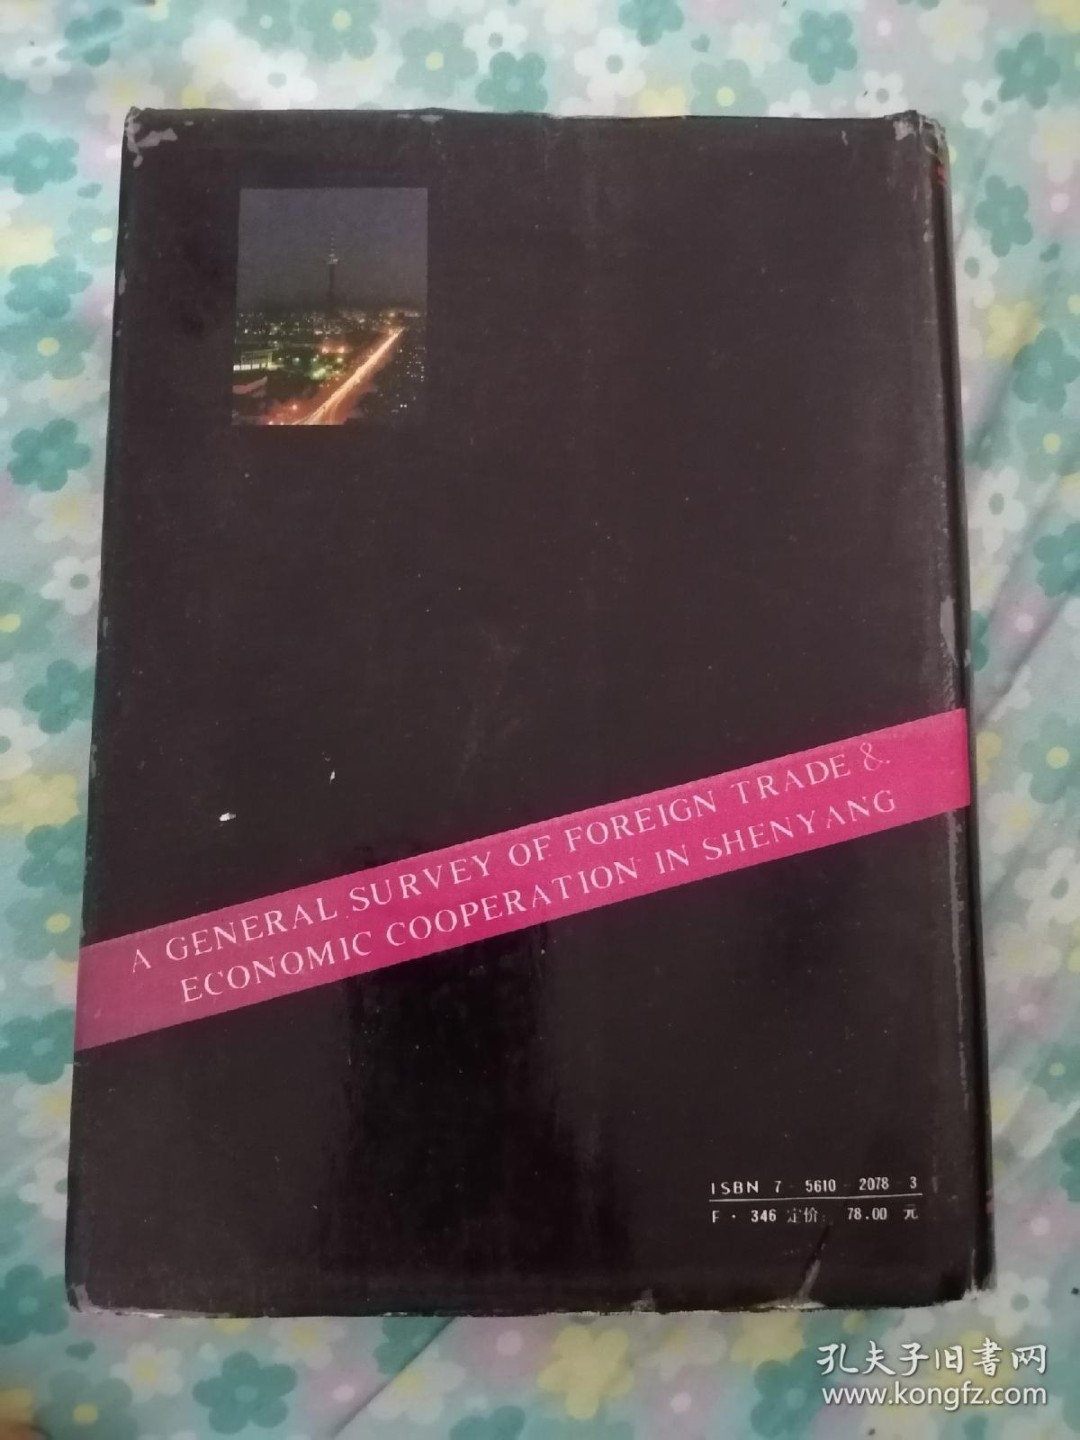 A GENERAL SURVEY OF FOREIGN TRADE &
ECONOMIC COOPERATION IN SHENYANG
ISBN 7-5610-2078-3
F·346 定价: 78.00 元
孔夫子旧書网
www.kongfz.com